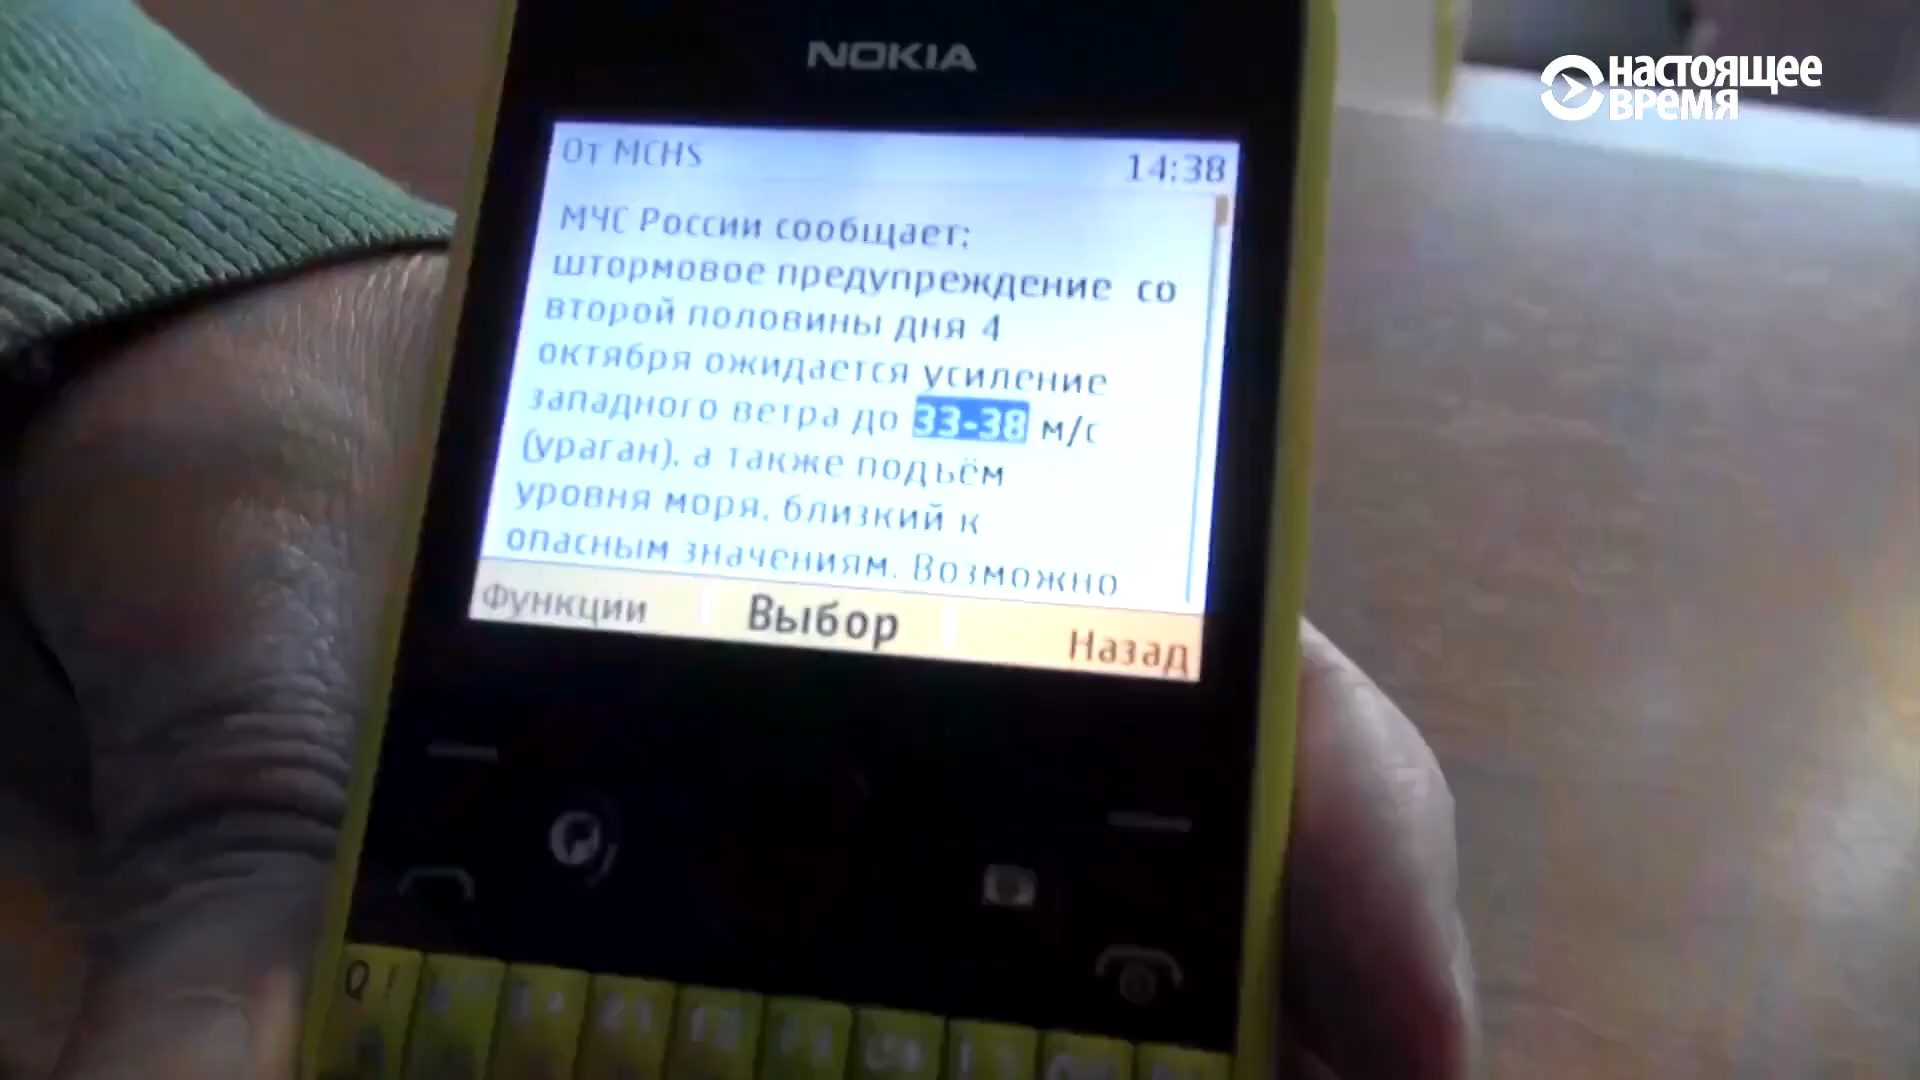 NOKIA
НАСТОЯЩЕЕ
ВРЕМЯ
От MCHS
14:38
МЧС России сообщает:
штормовое предупреждение со
второй половины дня 4
октября ожидается усиление
западного ветра до 33-38 м/с
(ураган), а также подъём
уровня моря, близкий к
опасным значениям. Возможно
Функции
Выбор
Назад
Q !